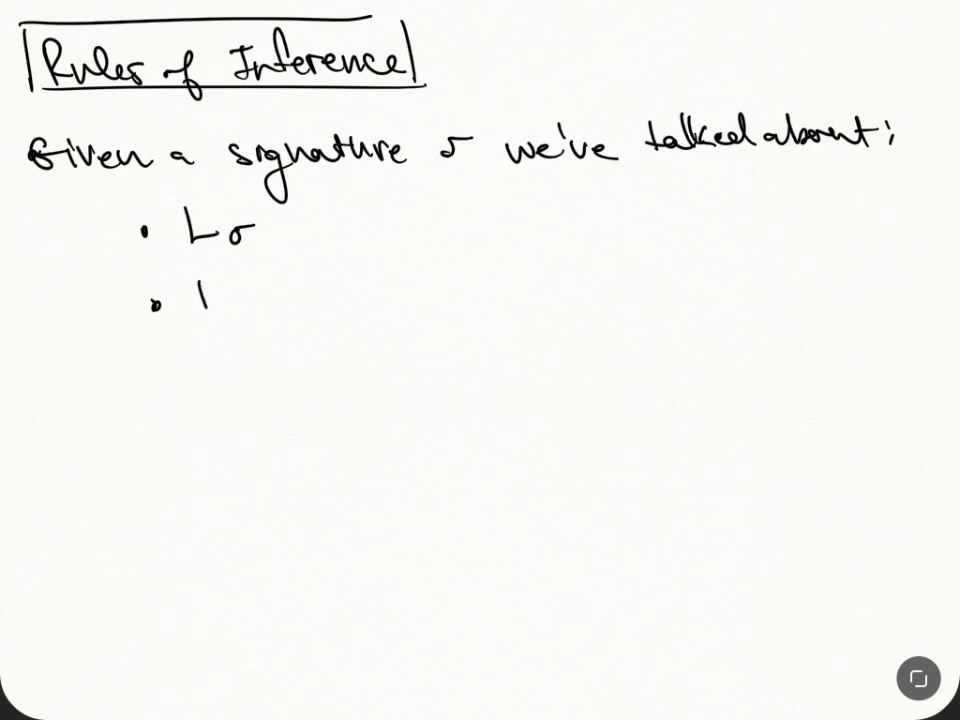 Rules of Inference
Given a signature σ we've talked about:
• Lσ
• \